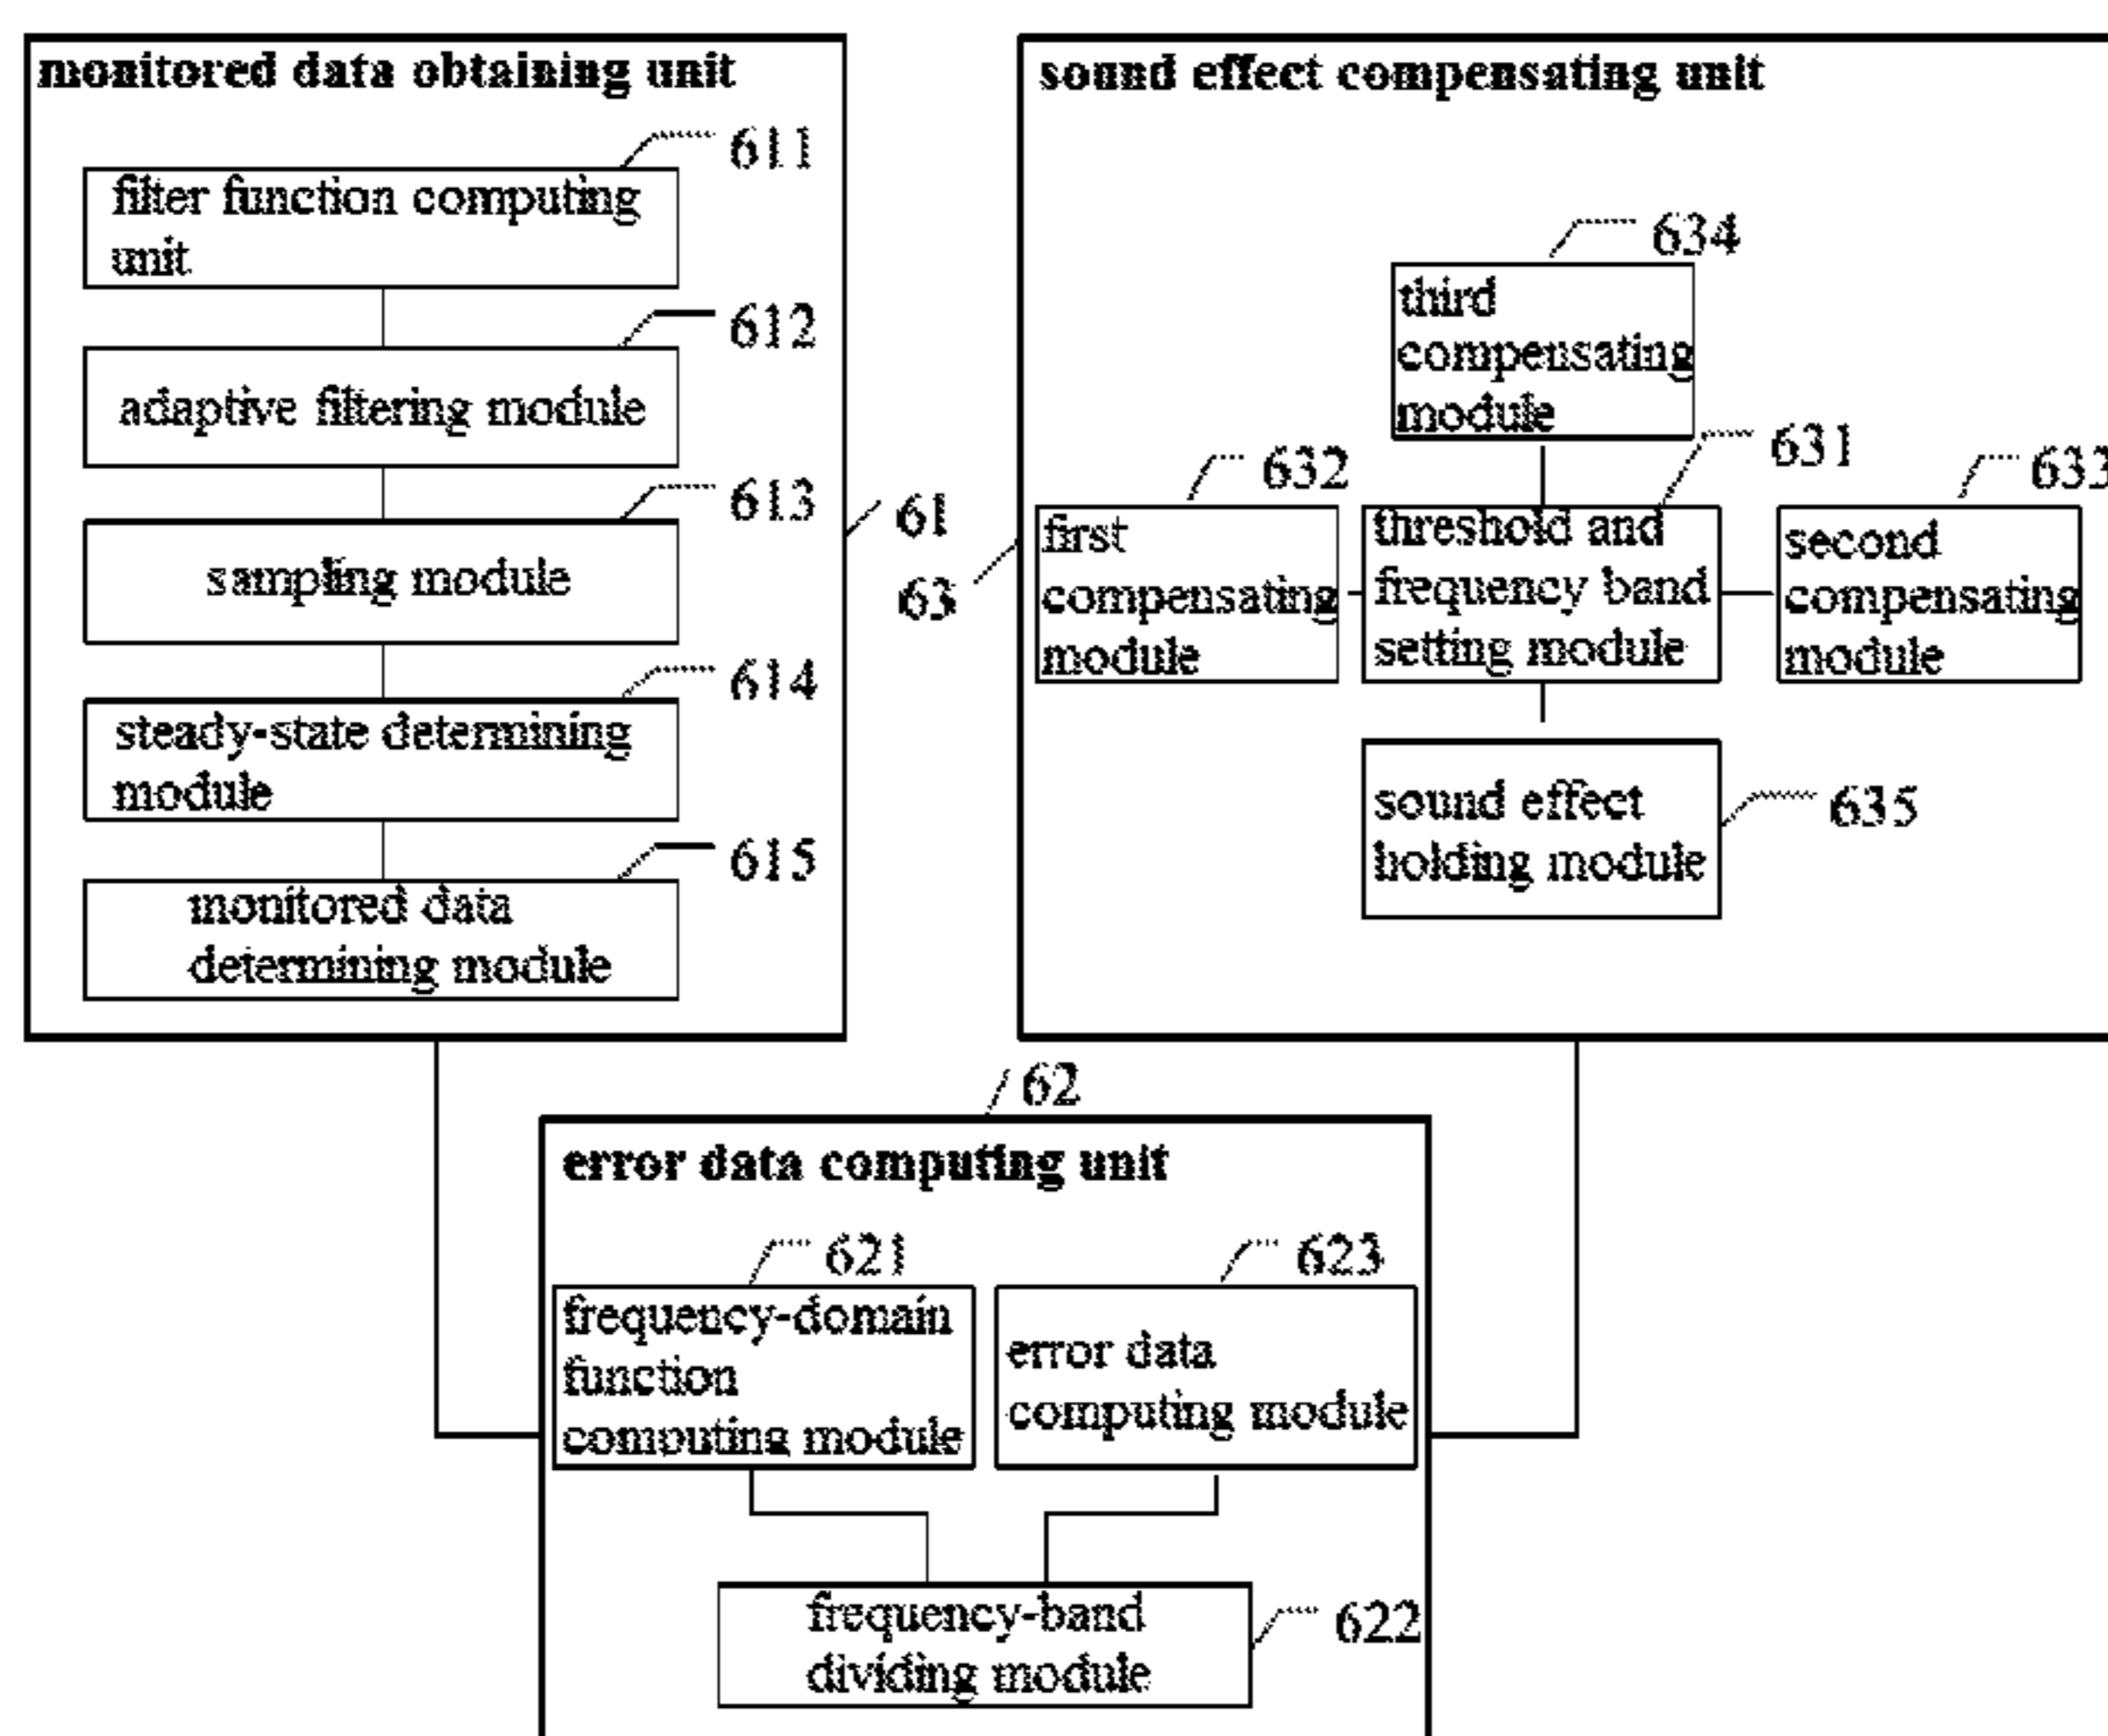 monitored data obtaining unit
611
filter function computing
unit
612
adaptive filtering module
613
sampling module
614
steady-state determining
module
615
monitored data
determining module
61
sound effect compensating unit
634
third
compensating
module
632
first
compensating
module
631
threshold and
frequency band
setting module
633
second
compensating
module
635
sound effect
holding module
63
62
error data computing unit
621
frequency-domain
function
computing module
623
error data
computing module
622
frequency-band
dividing module